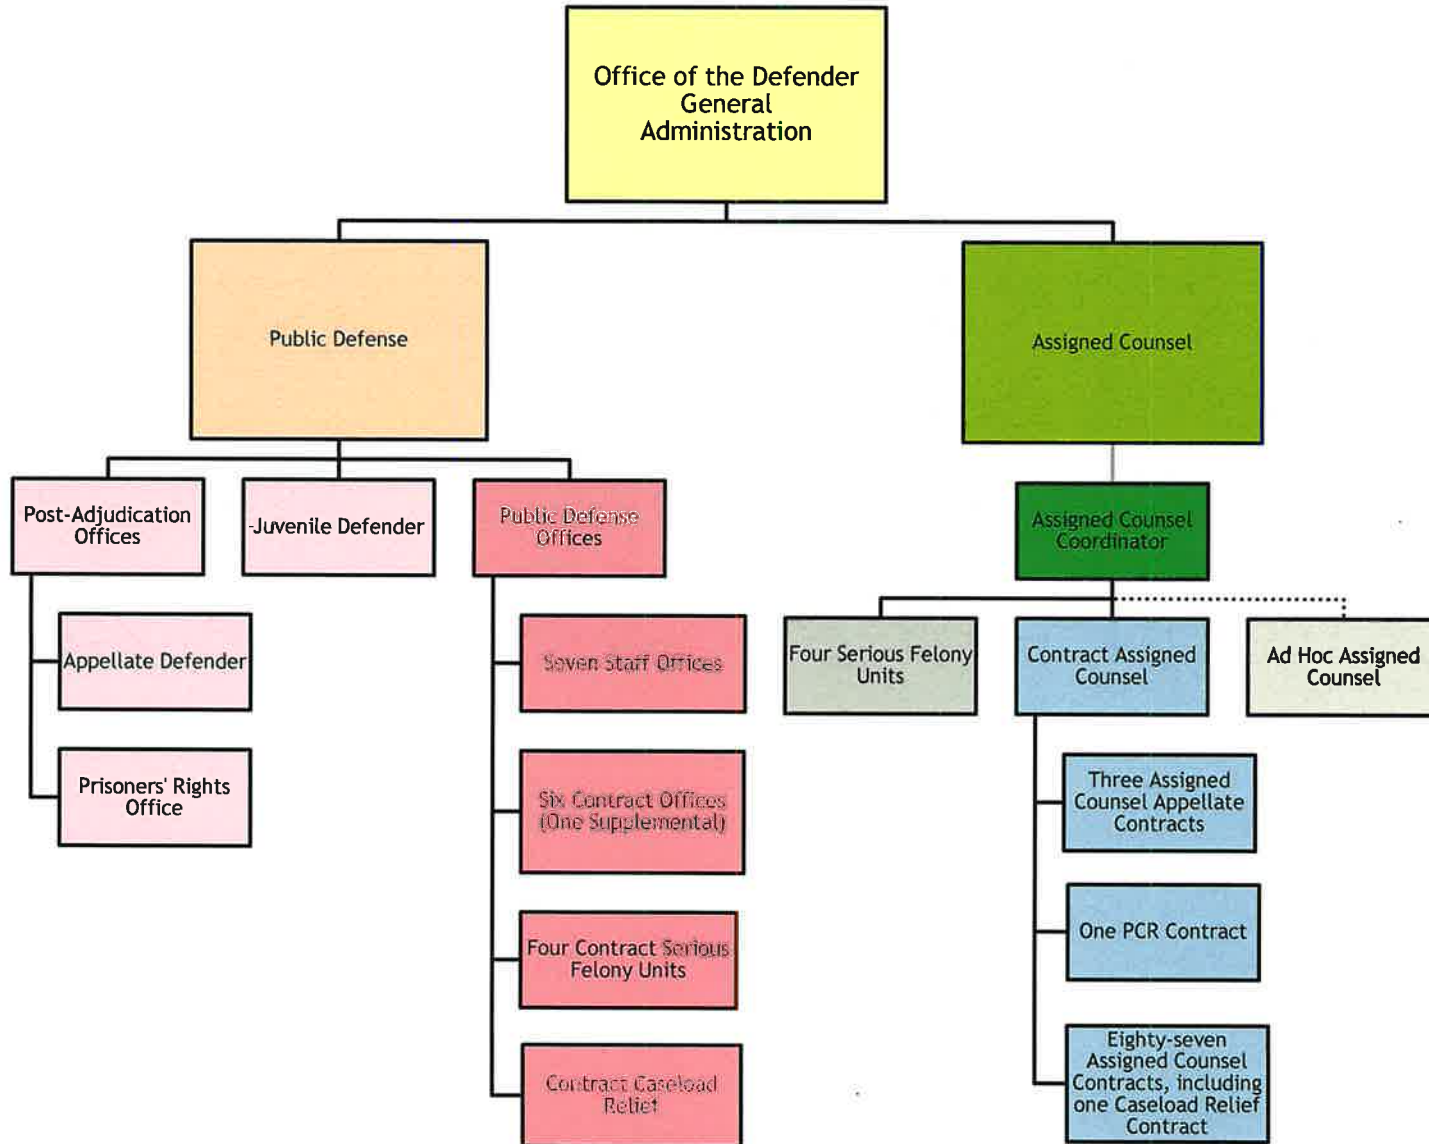 Office of the Defender
General
Administration
Public Defense
Assigned Counsel
Post-Adjudication
Offices
-Juvenile Defender
Public Defense
Offices
Assigned Counsel
Coordinator
Appellate Defender
Prisoners' Rights
Office
Seven Staff Offices
Six Contract Offices
(One Supplemental)
Four Contract Serious
Felony Units
Contract Caseload
Relief
Four Serious Felony
Units
Contract Assigned
Counsel
Ad Hoc Assigned
Counsel
Three Assigned
Counsel Appellate
Contracts
One PCR Contract
Eighty-seven
Assigned Counsel
Contracts, including
one Caseload Relief
Contract